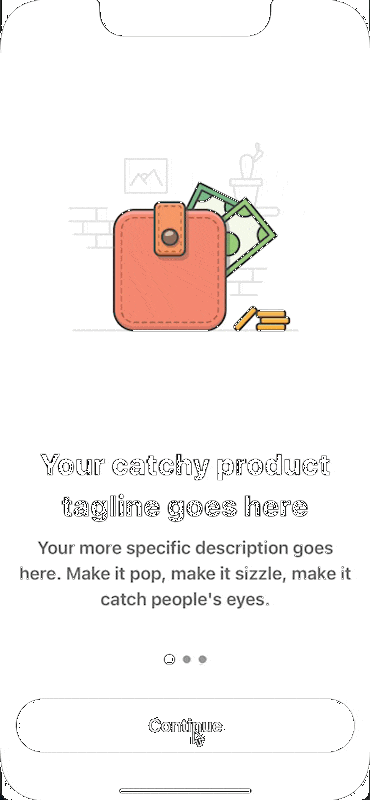 Your catchy product
tagline goes here
Your more specific description goes
here. Make it pop, make it sizzle, make it
catch people's eyes.
Continue